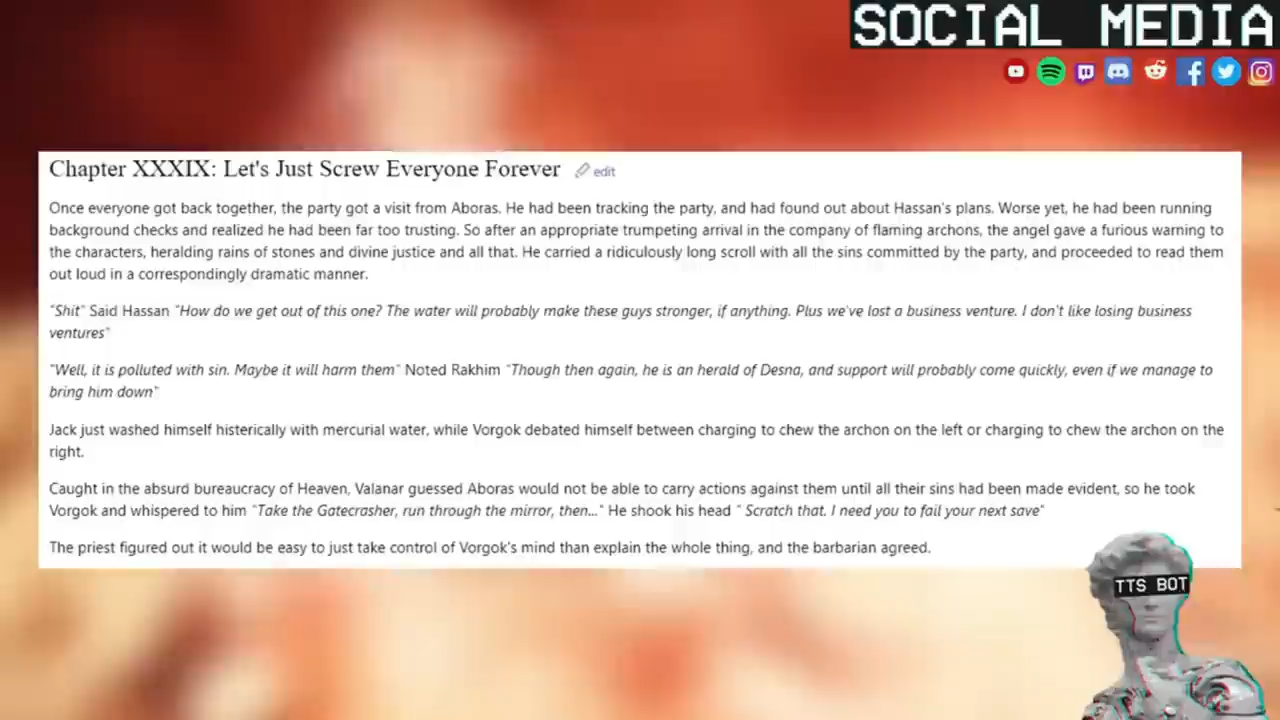 SOCIAL MEDIA
Chapter XXXIX: Let's Just Screw Everyone Forever edit
Once everyone got back together, the party got a visit from Aboras. He had been tracking the party, and had found out about Hassan's plans. Worse yet, he had been running
background checks and realized he had been far too trusting. So after an appropriate trumpeting arrival in the company of flaming archons, the angel gave a furious warning to
the characters, heralding rains of stones and divine justice and all that. He carried a ridiculously long scroll with all the sins committed by the party, and proceeded to read them
out loud in a correspondingly dramatic manner.
"Shit" Said Hassan "How do we get out of this one? The water will probably make these guys stronger, if anything. Plus we've lost a business venture. I don't like losing business
ventures"
"Well, it is polluted with sin. Maybe it will harm them" Noted Rakhim "Though then again, he is an herald of Desna, and support will probably come quickly, even if we manage to
bring him down"
Jack just washed himself histerically with mercurial water, while Vorgok debated himself between charging to chew the archon on the left or charging to chew the archon on the
right.
Caught in the absurd bureaucracy of Heaven, Valanar guessed Aboras would not be able to carry actions against them until all their sins had been made evident, so he took
Vorgok and whispered to him "Take the Gatecrasher, run through the mirror, then..." He shook his head " Scratch that. I need you to fail your next save"
The priest figured out it would be easy to just take control of Vorgok's mind than explain the whole thing, and the barbarian agreed.
TTS BOT